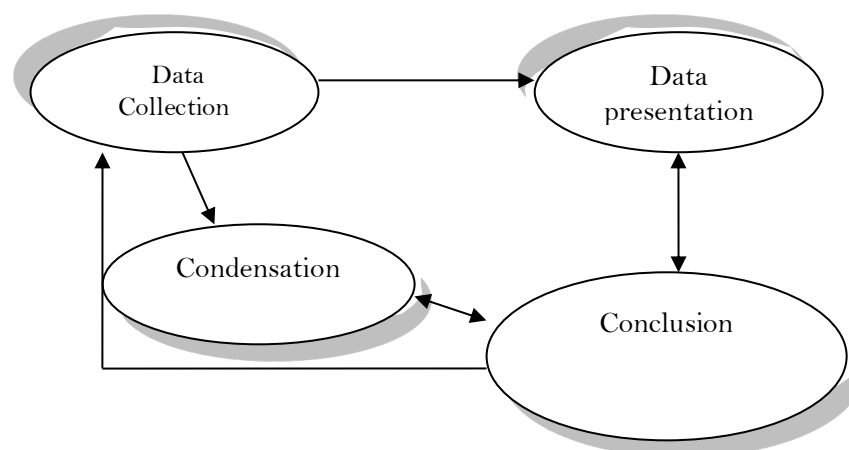 Data
Collection
Data
presentation
Condensation
Conclusion